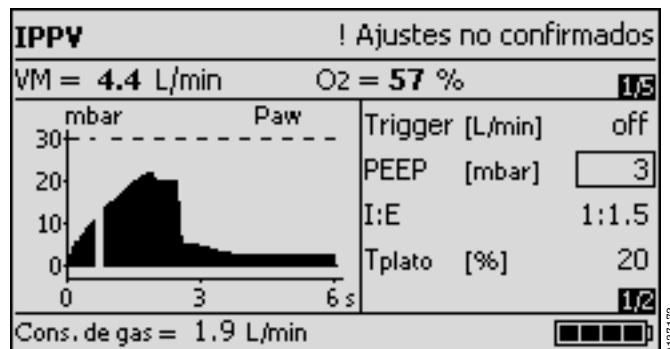 IPPV ! Ajustes no confirmados
VM = 4.4 L/min O2 = 57 % 1/5
mbar Paw
30
20
10
0
0 3 6 s
Trigger [L/min] off
PEEP [mbar] 3
I:E 1:1.5
Tplato [%] 20
1/2
Cons. de gas = 1.9 L/min